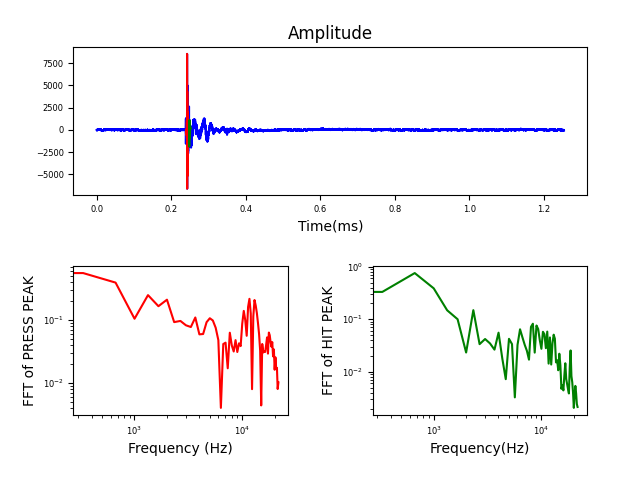 Amplitude
7500
5000
2500
0
−2500
−5000
0.0 0.2 0.4 0.6 0.8 1.0 1.2
Time(ms)
FFT of PRESS PEAK
10⁻¹
10⁻²
10³ 10⁴
Frequency (Hz)
FFT of HIT PEAK
10⁰
10⁻¹
10⁻²
10³ 10⁴
Frequency(Hz)